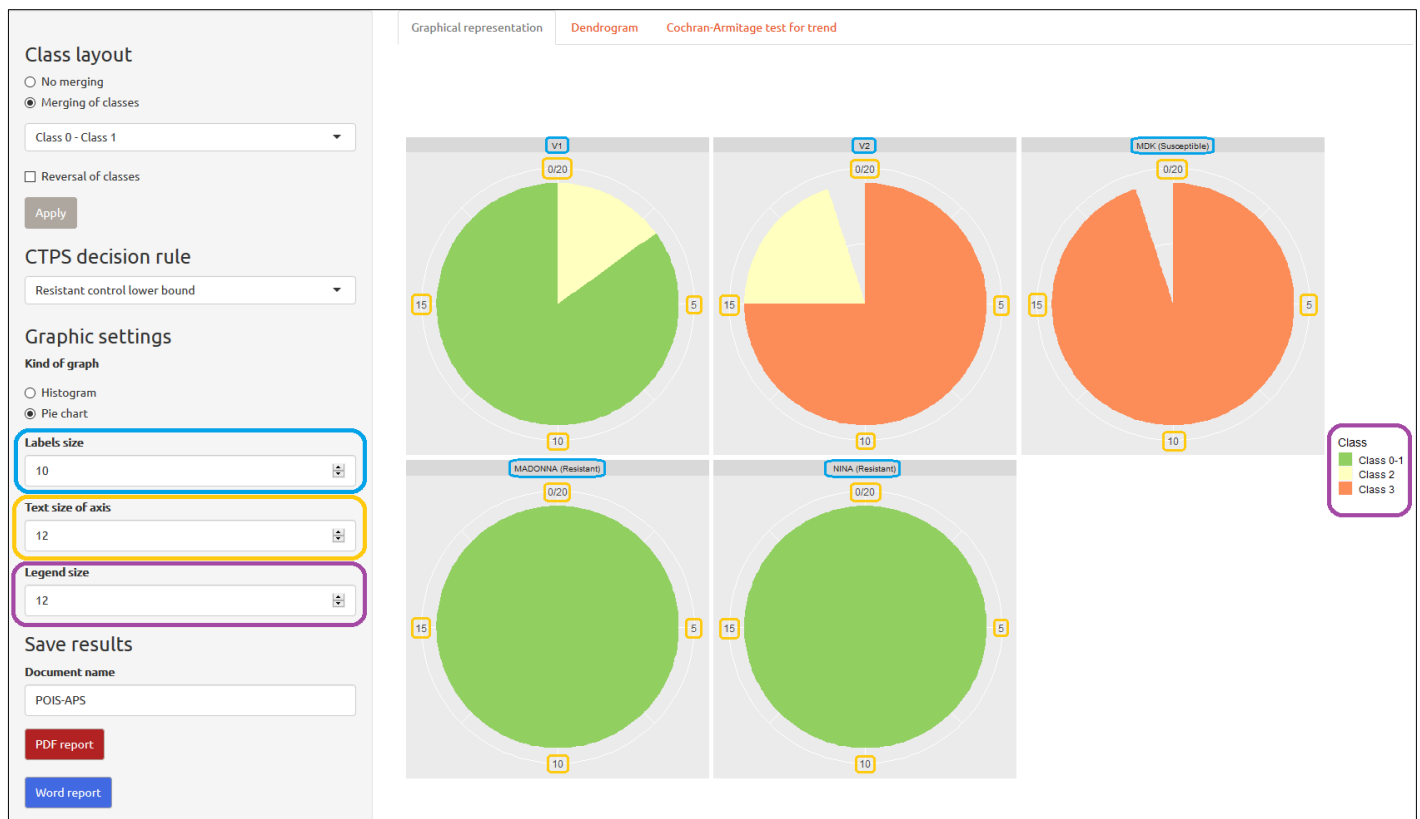 Class layout
No merging
Merging of classes
Class 0 - Class 1
Reversal of classes
Apply
CTPS decision rule
Resistant control lower bound
Graphic settings
Kind of graph
Histogram
Pie chart
Labels size
10
Text size of axis
12
Legend size
12
Save results
Document name
POIS-APS
PDF report
Word report
Graphical representation Dendrogram Cochran-Armitage test for trend
V1 V2 MDK (Susceptible)
0/20 0/20 0/20
15 5 15 5 15 5
10 10 10
MADONNA (Resistant) NINA (Resistant)
0/20 0/20
15 5 15 5
10 10
Class
Class 0-1
Class 2
Class 3